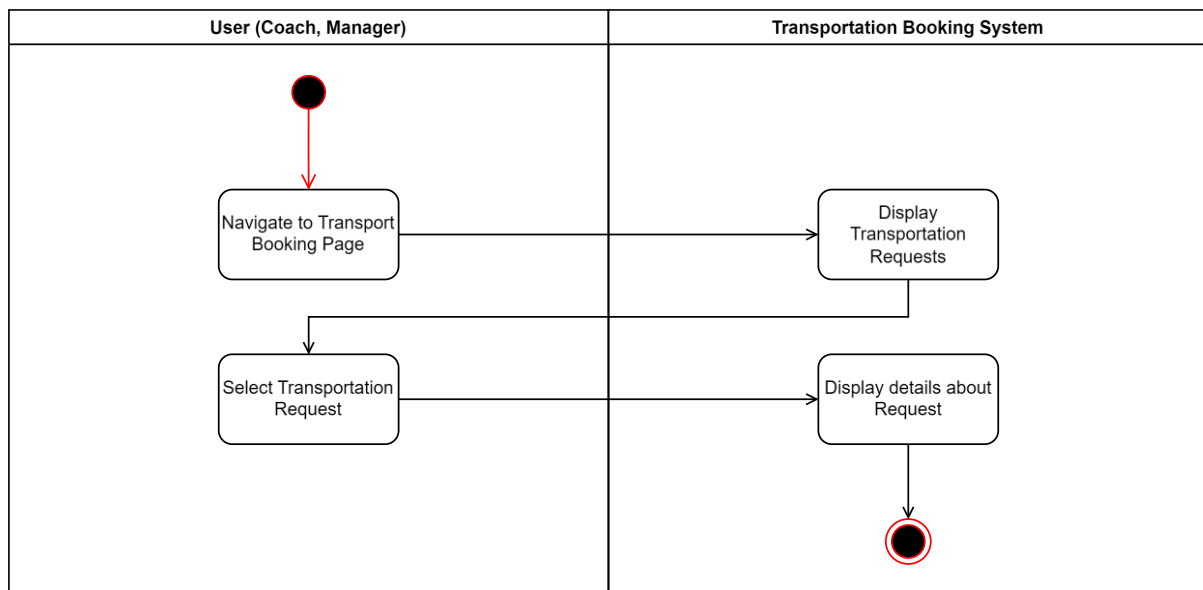 User (Coach, Manager)
Transportation Booking System
Navigate to Transport
Booking Page
Display
Transportation
Requests
Select Transportation
Request
Display details about
Request